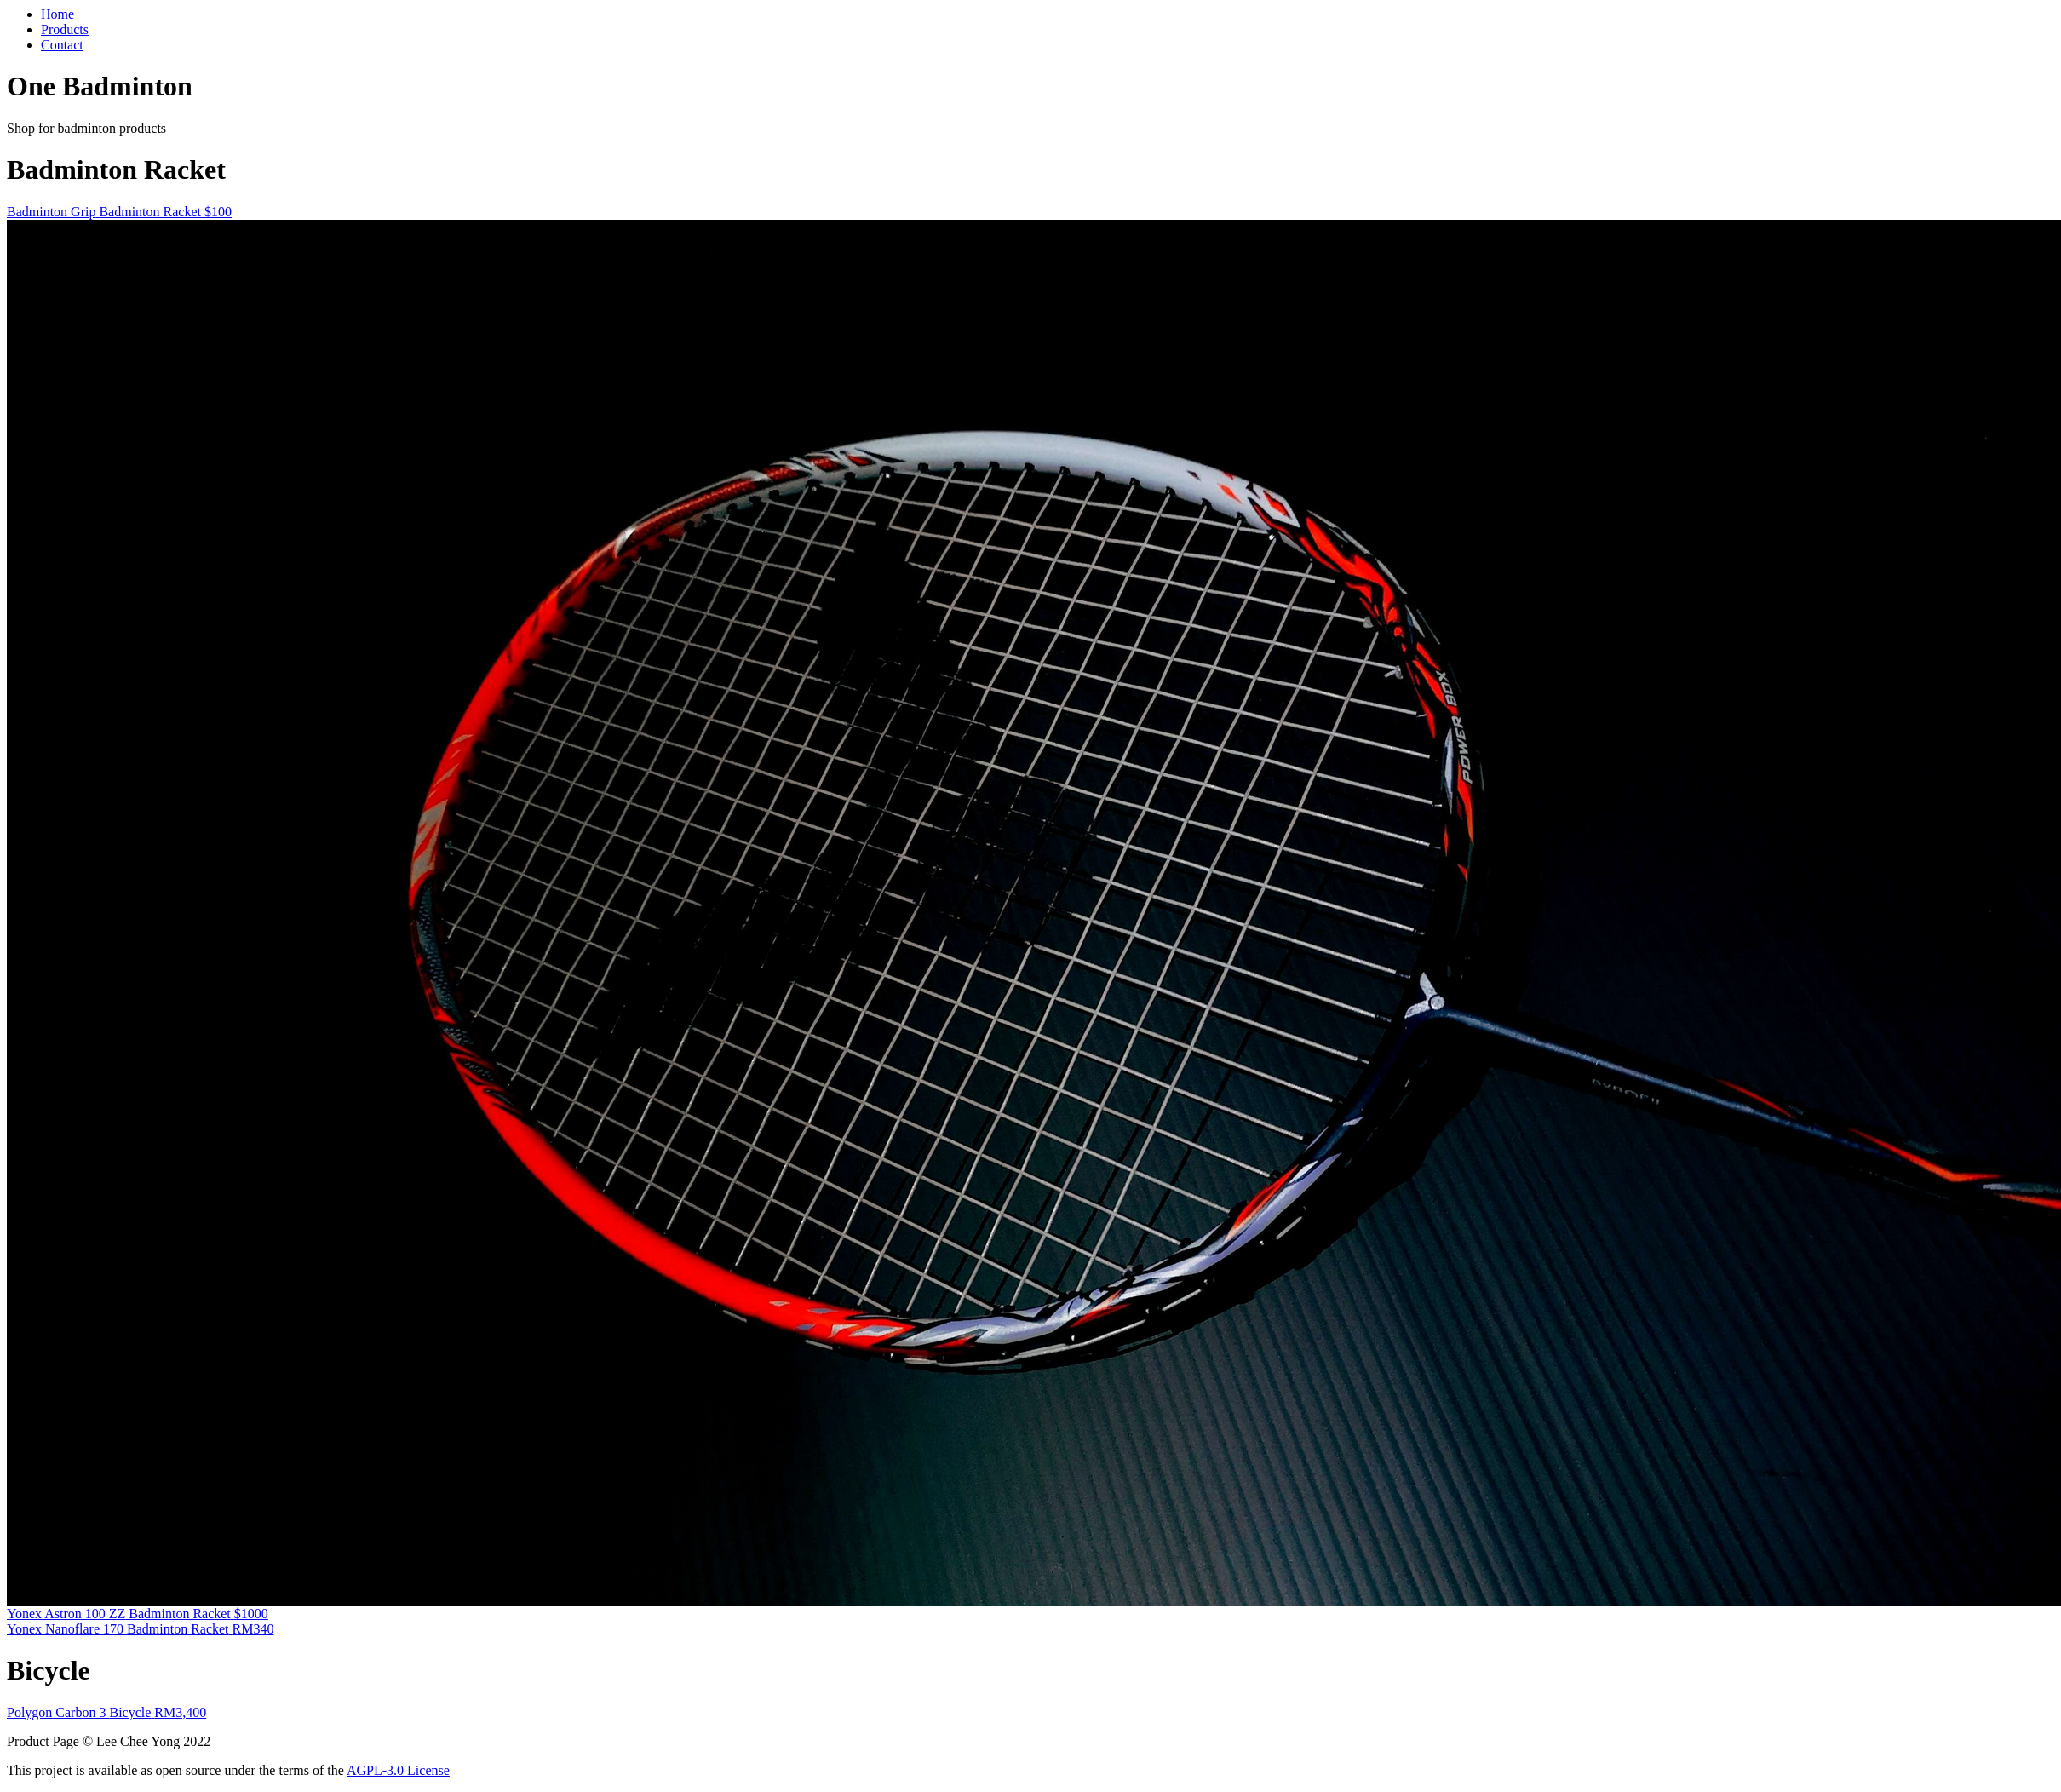 Home
Products
Contact
One Badminton
Shop for badminton products
Badminton Racket
Badminton Grip Badminton Racket $100
POWER BOX
Yonex Astron 100 ZZ Badminton Racket $1000
Yonex Nanoflare 170 Badminton Racket RM340
Bicycle
Polygon Carbon 3 Bicycle RM3,400
Product Page © Lee Chee Yong 2022
This project is available as open source under the terms of the AGPL-3.0 License